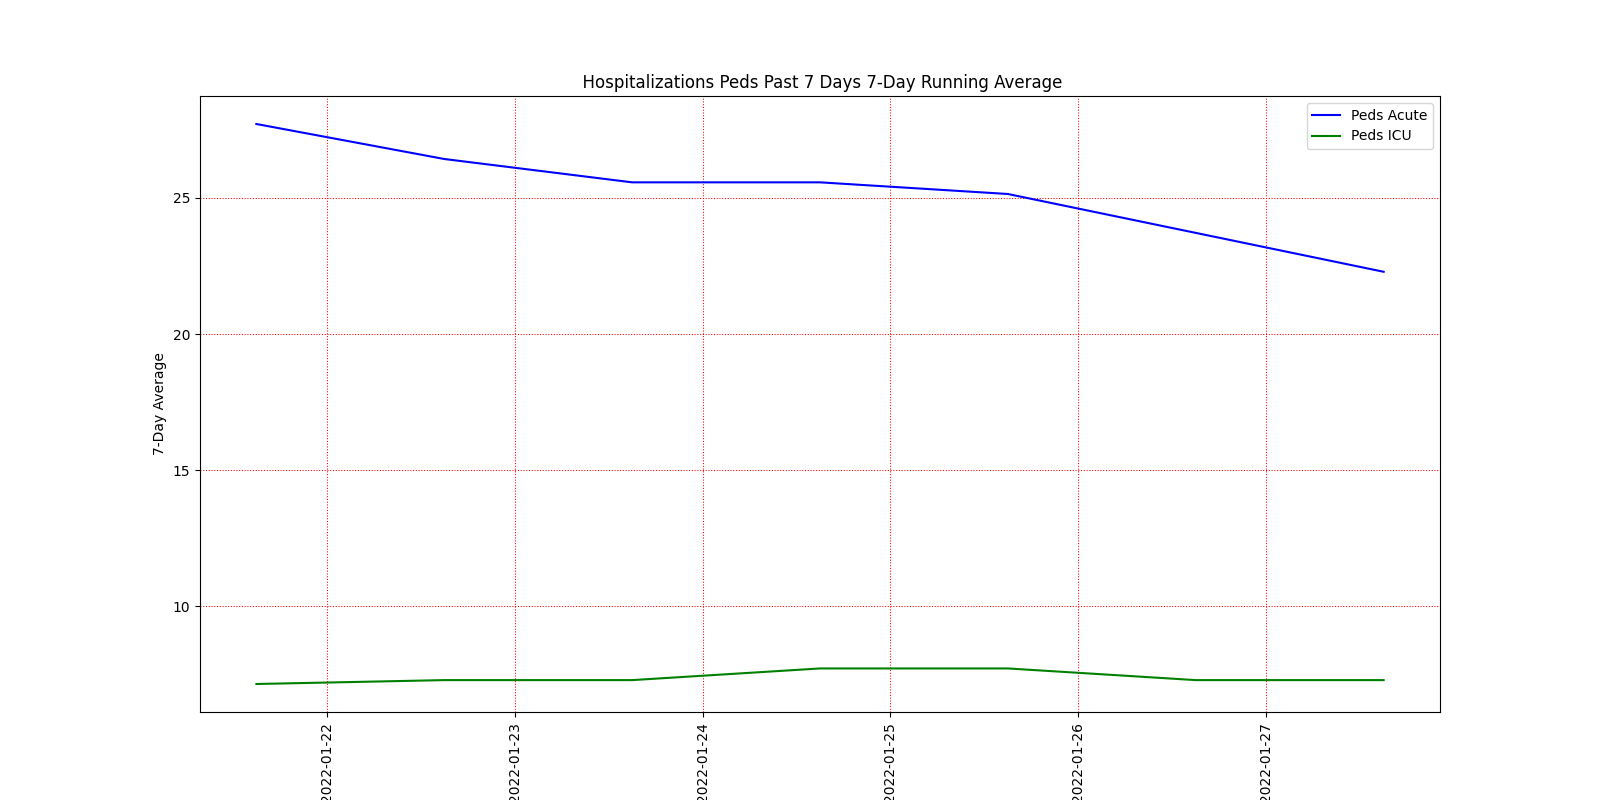 Hospitalizations Peds Past 7 Days 7-Day Running Average
Peds Acute
Peds ICU
7-Day Average
25
20
15
10
2022-01-22
2022-01-23
2022-01-24
2022-01-25
2022-01-26
2022-01-27